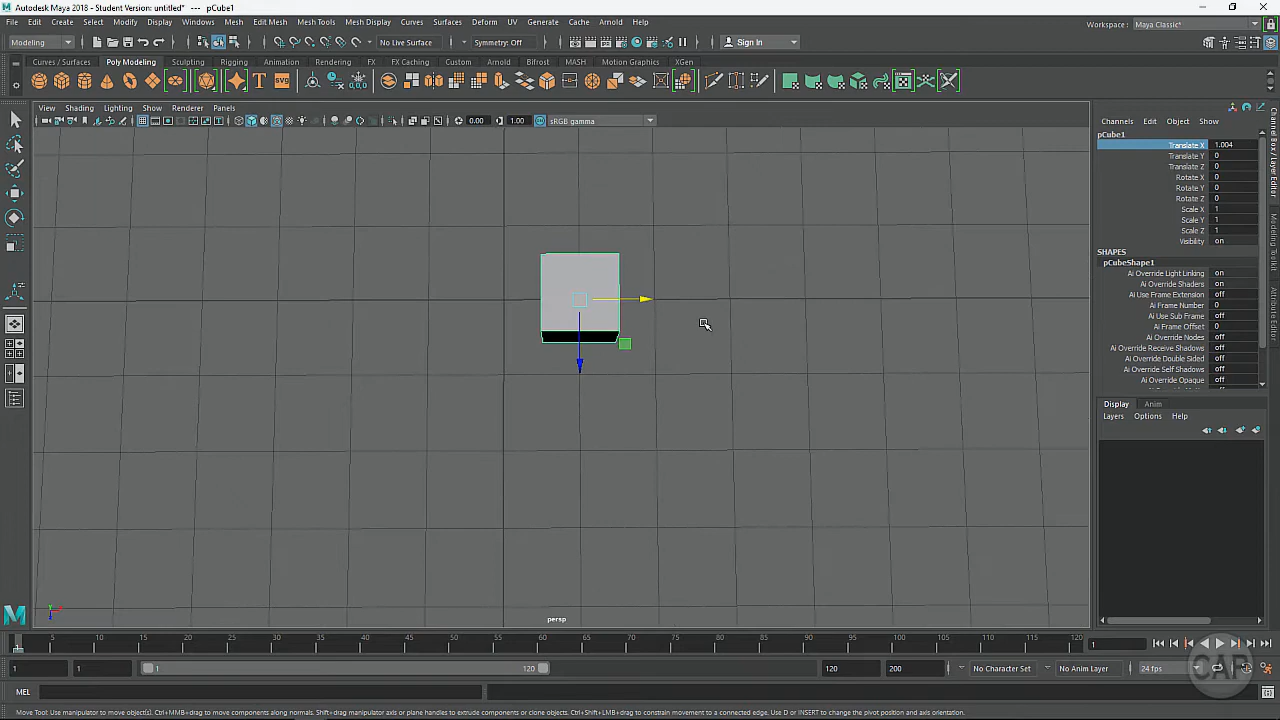 Autodesk Maya 2018 - Student Version: untitled* --- pCube1
File Edit Create Select Modify Display Windows Mesh Edit Mesh Mesh Tools Mesh Display Curves Surfaces Deform UV Generate Cache Arnold Help
Workspace : Maya Classic*
Modeling No Live Surface Symmetry: Off Sign In
Curves / Surfaces Poly Modeling Sculpting Rigging Animation Rendering FX FX Caching Custom Arnold Bifrost MASH Motion Graphics XGen
View Shading Lighting Show Renderer Panels
0.00 1.00 sRGB gamma
Channels Edit Object Show
pCube1
Translate X 1.004
Translate Y 0
Translate Z 0
Rotate X 0
Rotate Y 0
Rotate Z 0
Scale X 1
Scale Y 1
Scale Z 1
Visibility on
SHAPES
pCubeShape1
Ai Override Light Linking on
Ai Override Shaders on
Ai Use Frame Extension off
Ai Frame Number 0
Ai Use Sub Frame off
Ai Frame Offset 0
Ai Override Nodes off
Ai Override Receive Shadows off
Ai Override Double Sided off
Ai Override Self Shadows off
Ai Override Opaque off
Display Anim
Layers Options Help
Channel Box / Layer Editor
Modeling Toolkit
Attribute Editor
persp
5 10 15 20 25 30 35 40 45 50 55 60 65 70 75 80 85 90 95 100 105 110 115 120
1
1 1 1 120 120 200 No Character Set No Anim Layer 24 fps
CAP
MEL
Move Tool: Use manipulator to move object(s). Ctrl+MMB+drag to move components along normals. Shift+drag manipulator axis or plane handles to extrude components or clone objects. Ctrl+Shift+LMB+drag to constrain movement to a connected edge. Use D or INSERT to change the pivot position and axis orientation.